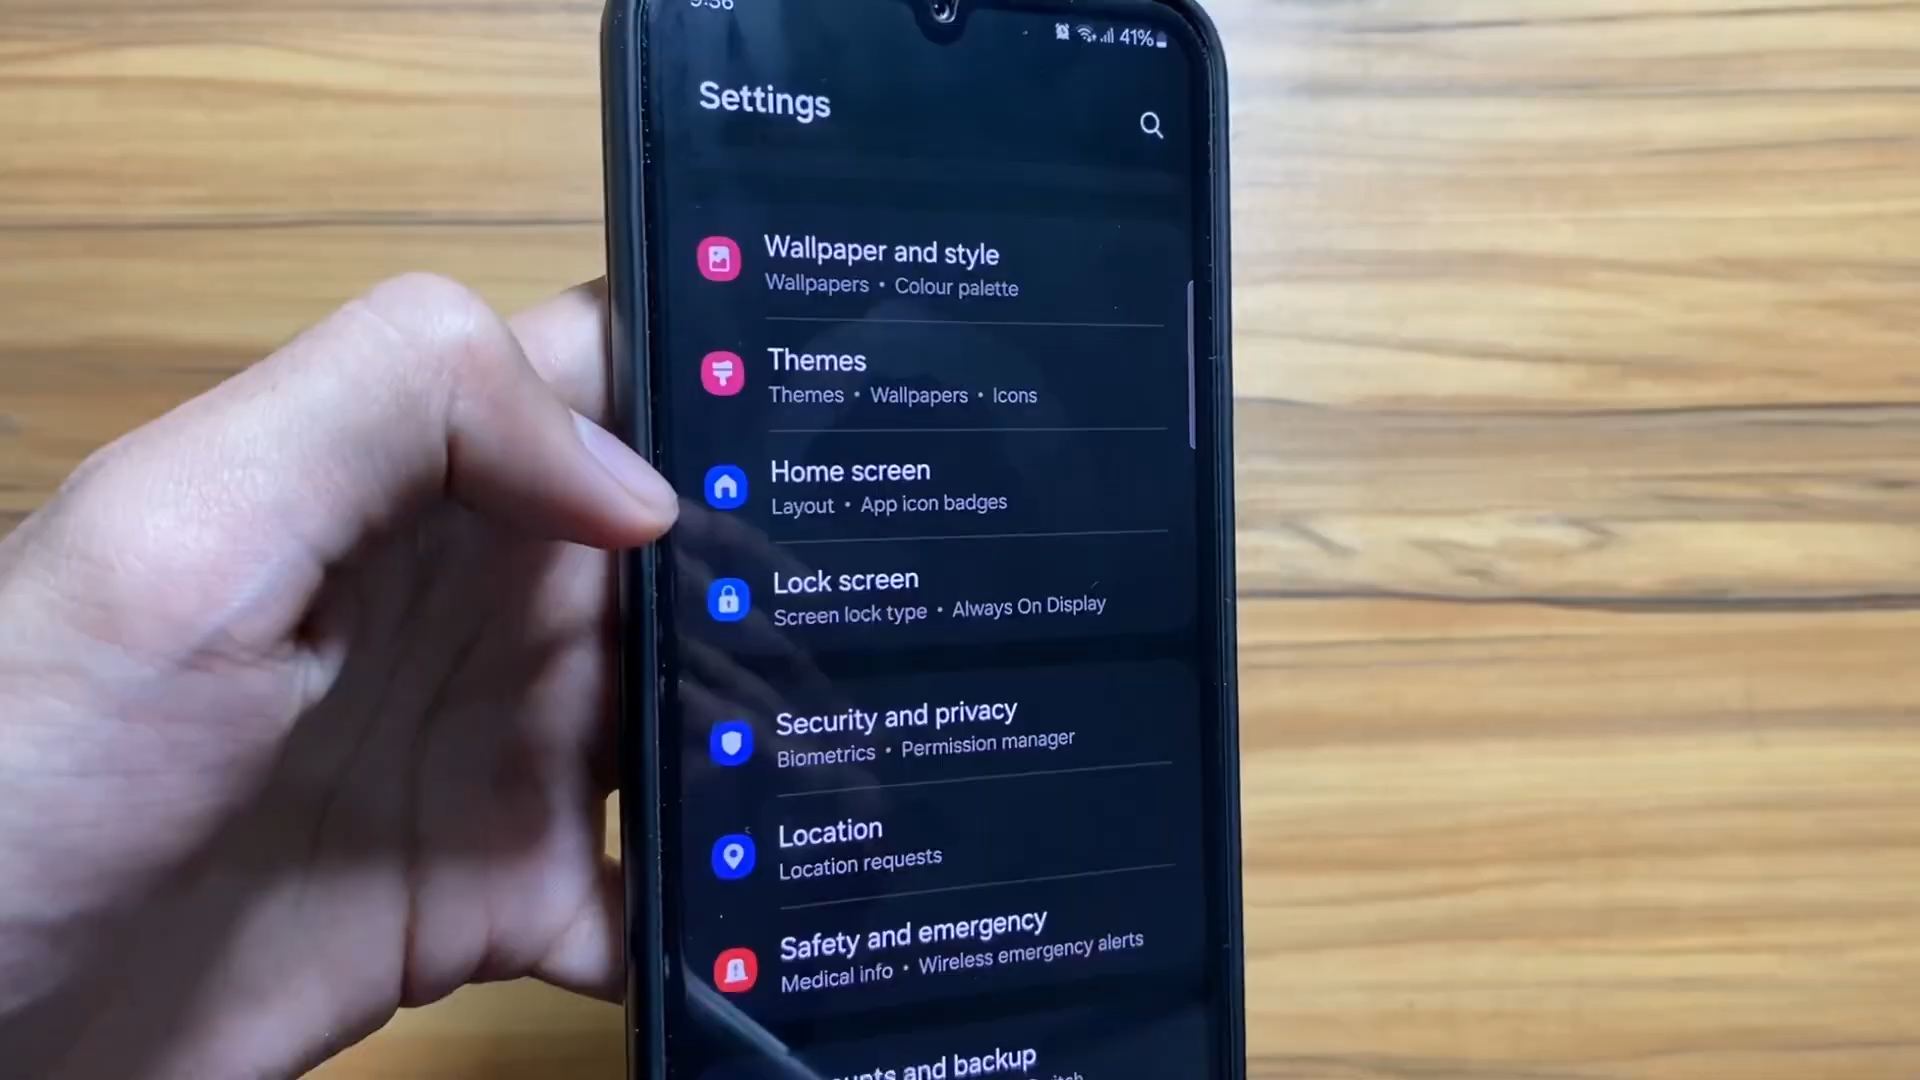 9:36
41%
Settings
Wallpaper and style
Wallpapers • Colour palette
Themes
Themes • Wallpapers • Icons
Home screen
Layout • App icon badges
Lock screen
Screen lock type • Always On Display
Security and privacy
Biometrics • Permission manager
Location
Location requests
Safety and emergency
Medical info • Wireless emergency alerts
and backup